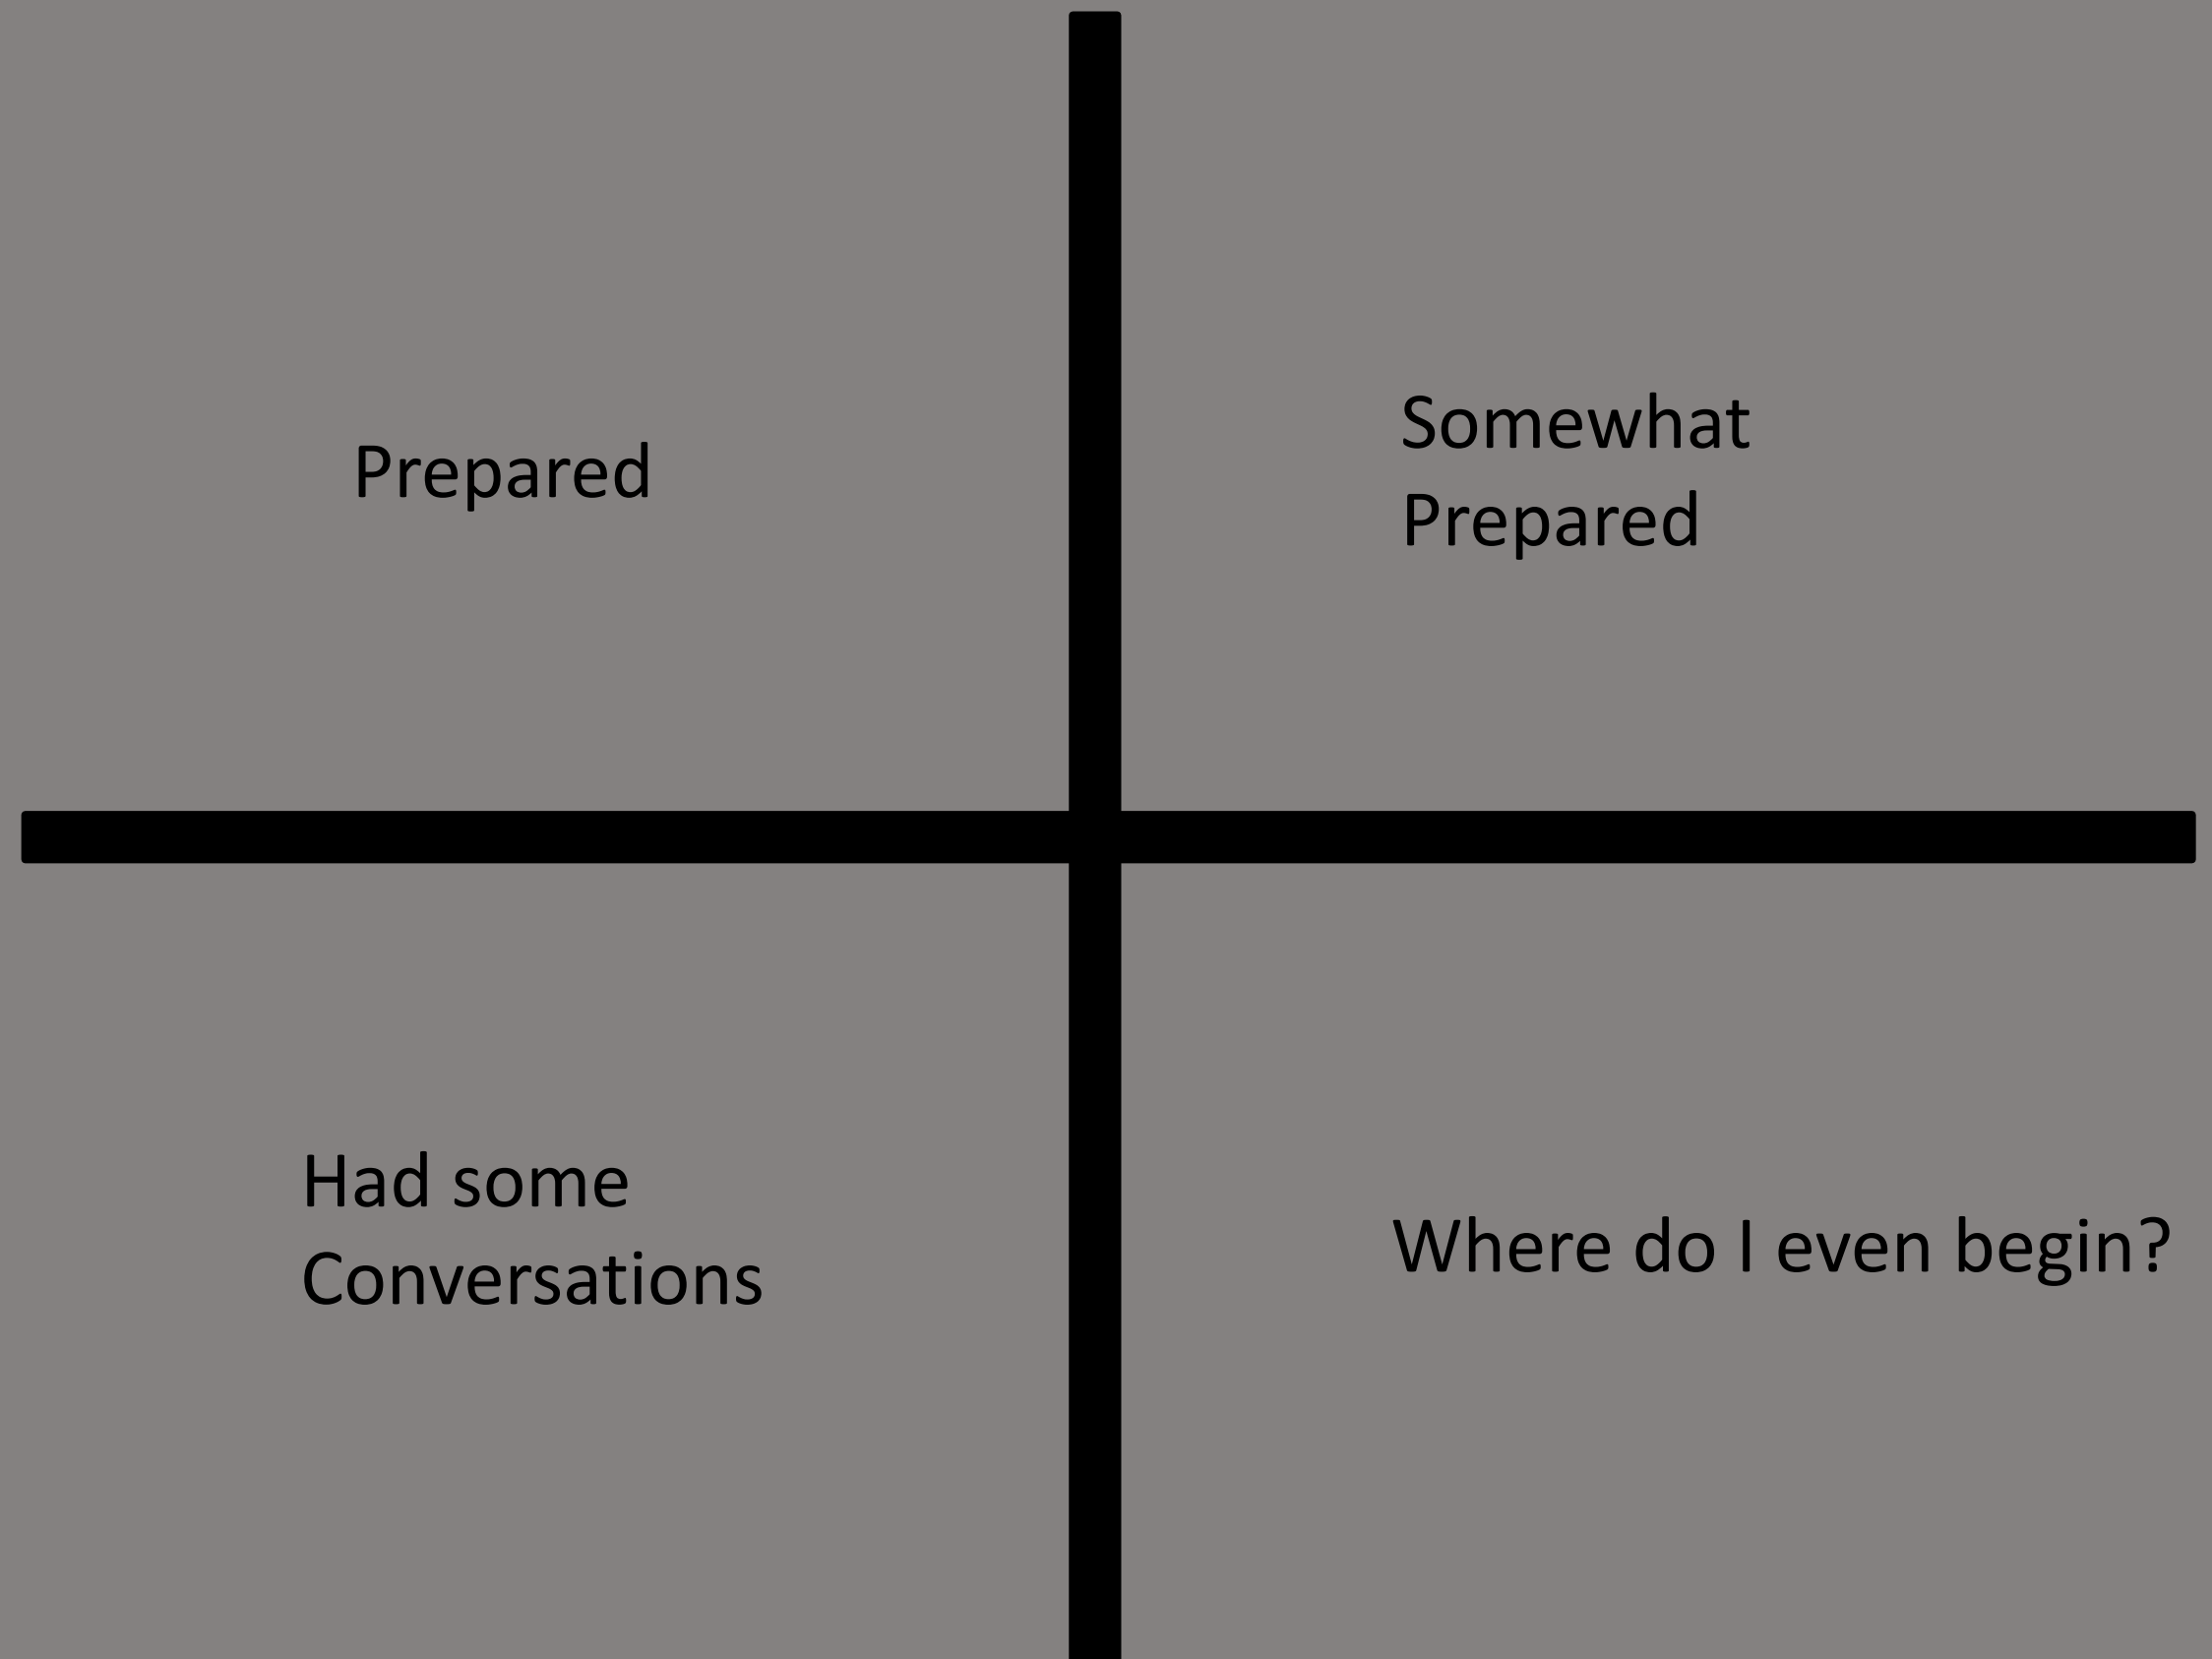 Prepared
Somewhat
Prepared
Had some
Conversations
Where do I even begin?